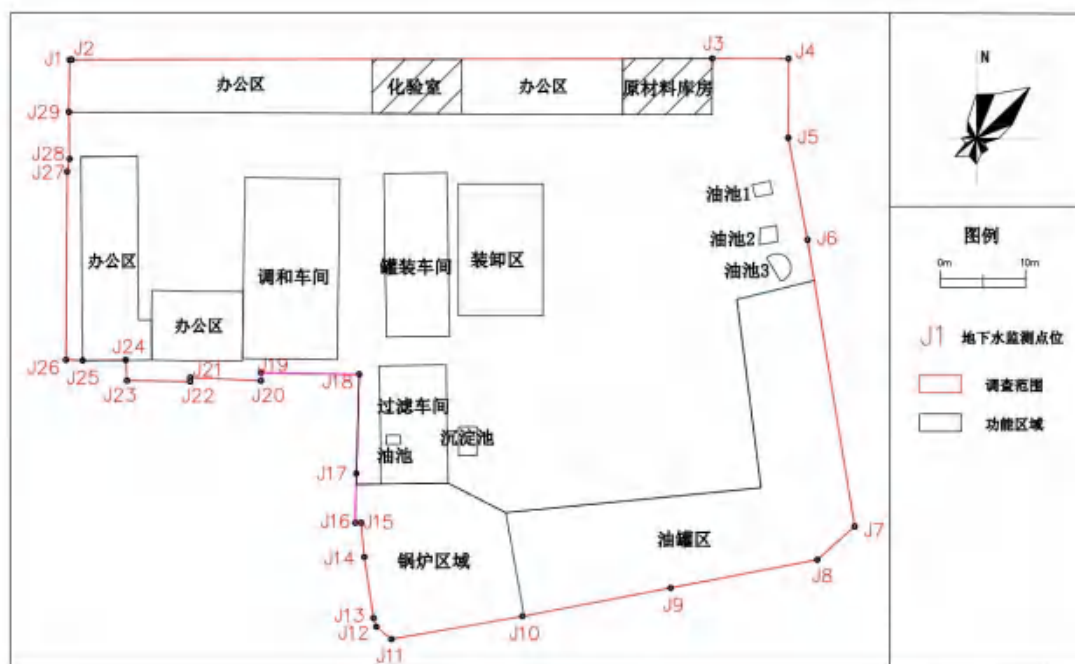 J1
J2
J3
J4
办公区
化验室
办公区
原材料库房
J29
J5
J28
J27
油池1
油池2
J6
油池3
办公区
调和车间
罐装车间
装卸区
办公区
J26
J25
J24
J23
J21
J22
J19
J20
J18
过滤车间
油池
沉淀池
J17
J16
J15
J14
锅炉区域
油罐区
J7
J8
J9
J10
J13
J12
J11
N
图例
0m
10m
J1 地下水监测点位
调查范围
功能区域